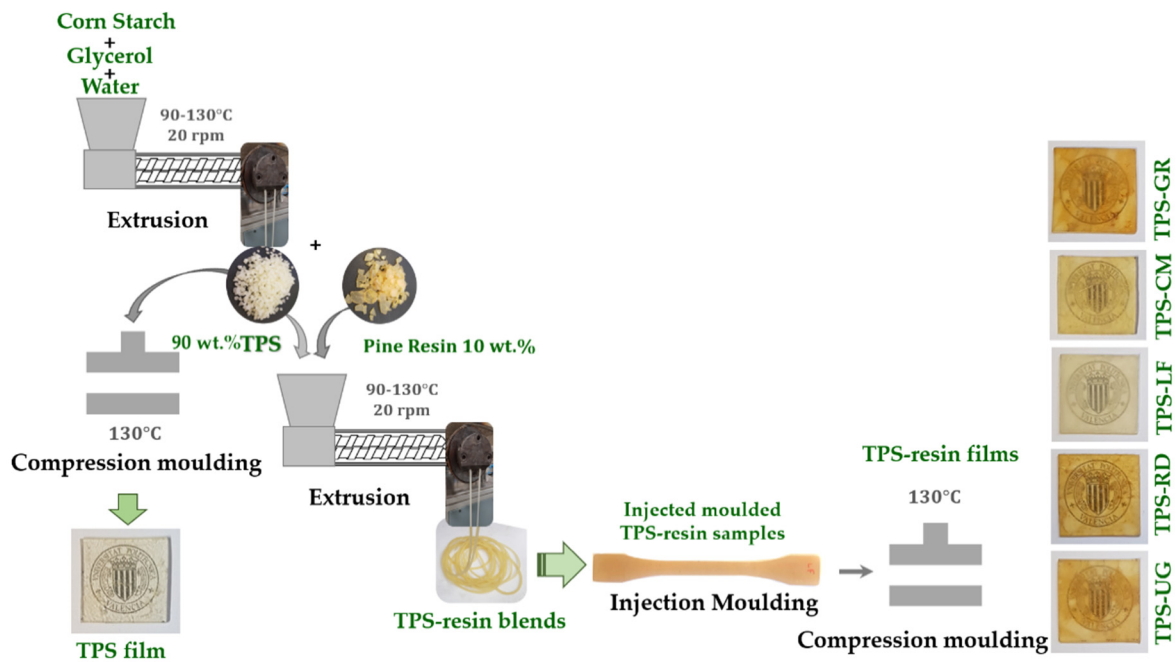 Corn Starch
+
Glycerol
+
Water
90-130°C
20 rpm
Extrusion
+
90 wt.%TPS
Pine Resin 10 wt.%
130°C
Compression moulding
TPS film
90-130°C
20 rpm
Extrusion
TPS-resin blends
Injected moulded
TPS-resin samples
Injection Moulding
TPS-resin films
130°C
Compression moulding
TPS-GR
TPS-CM
TPS-LF
TPS-RD
TPS-UG
VALENCIA